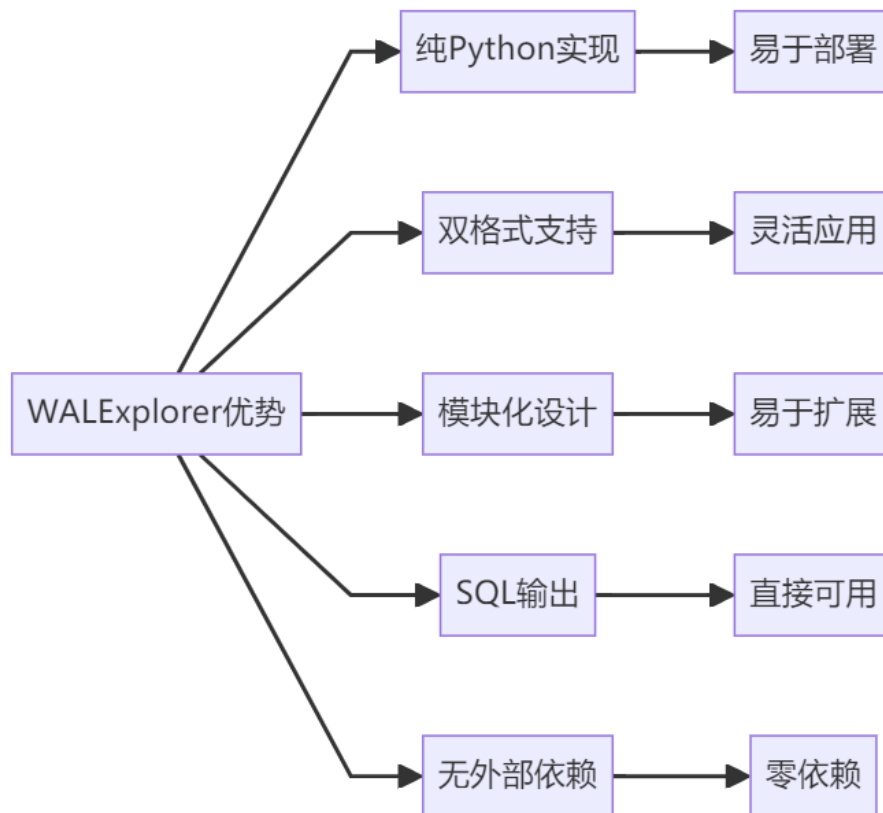 纯Python实现
易于部署
双格式支持
灵活应用
WALExplorer优势
模块化设计
易于扩展
SQL输出
直接可用
无外部依赖
零依赖